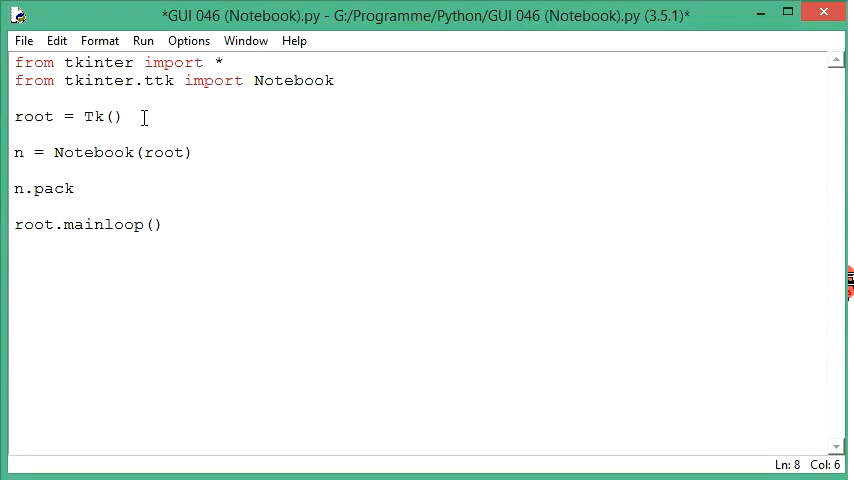 *GUI 046 (Notebook).py - G:/Programme/Python/GUI 046 (Notebook).py (3.5.1)*
File Edit Format Run Options Window Help
from tkinter import *
from tkinter.ttk import Notebook
root = Tk()
n = Notebook(root)
n.pack
root.mainloop()
Ln: 8 Col: 6